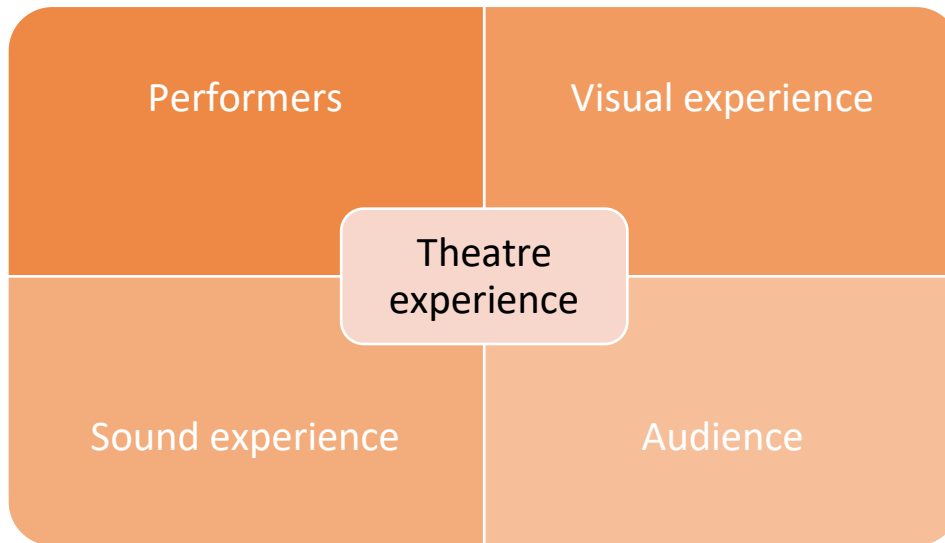 Performers
Visual experience
Theatre
experience
Sound experience
Audience